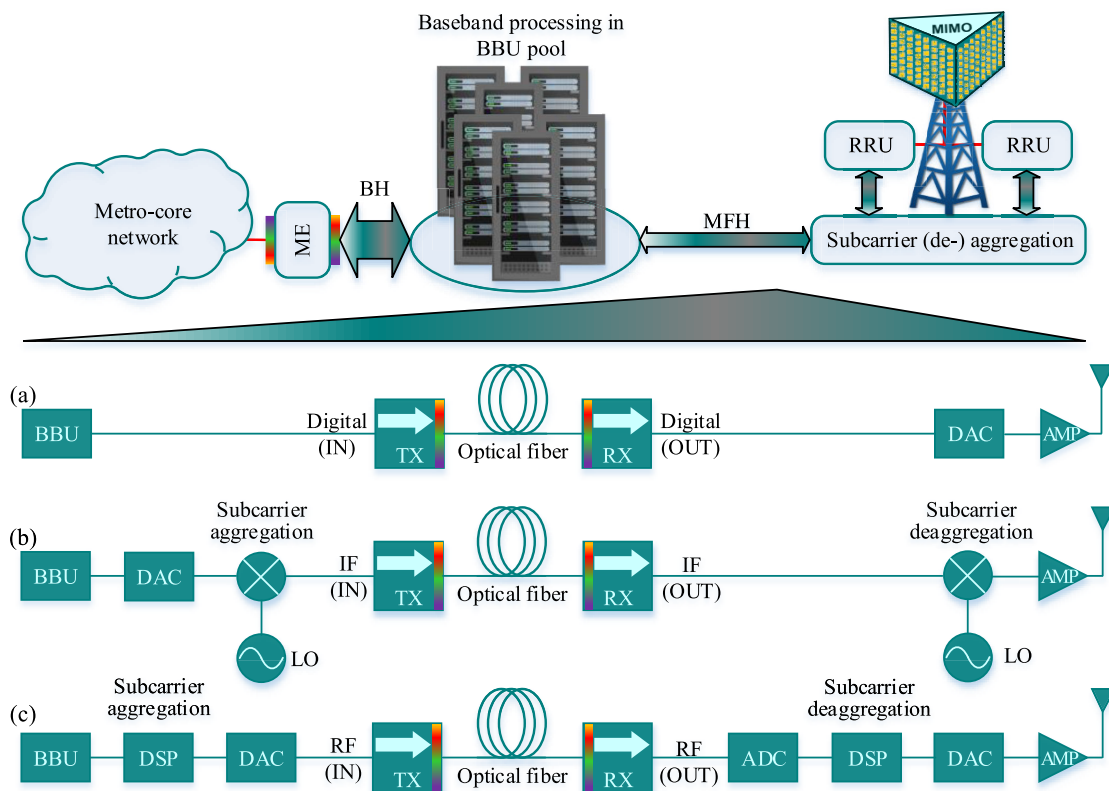 Baseband processing in
BBU pool
MIMO
RRU
RRU
Metro-core
network
ME
BH
MFH
Subcarrier (de-) aggregation
(a)
BBU
Digital
(IN)
TX
Optical fiber
RX
Digital
(OUT)
DAC
AMP
(b)
BBU
DAC
Subcarrier
aggregation
LO
IF
(IN)
TX
Optical fiber
RX
IF
(OUT)
Subcarrier
deaggregation
LO
AMP
(c)
Subcarrier
aggregation
BBU
DSP
DAC
RF
(IN)
TX
Optical fiber
RX
RF
(OUT)
Subcarrier
deaggregation
ADC
DSP
DAC
AMP